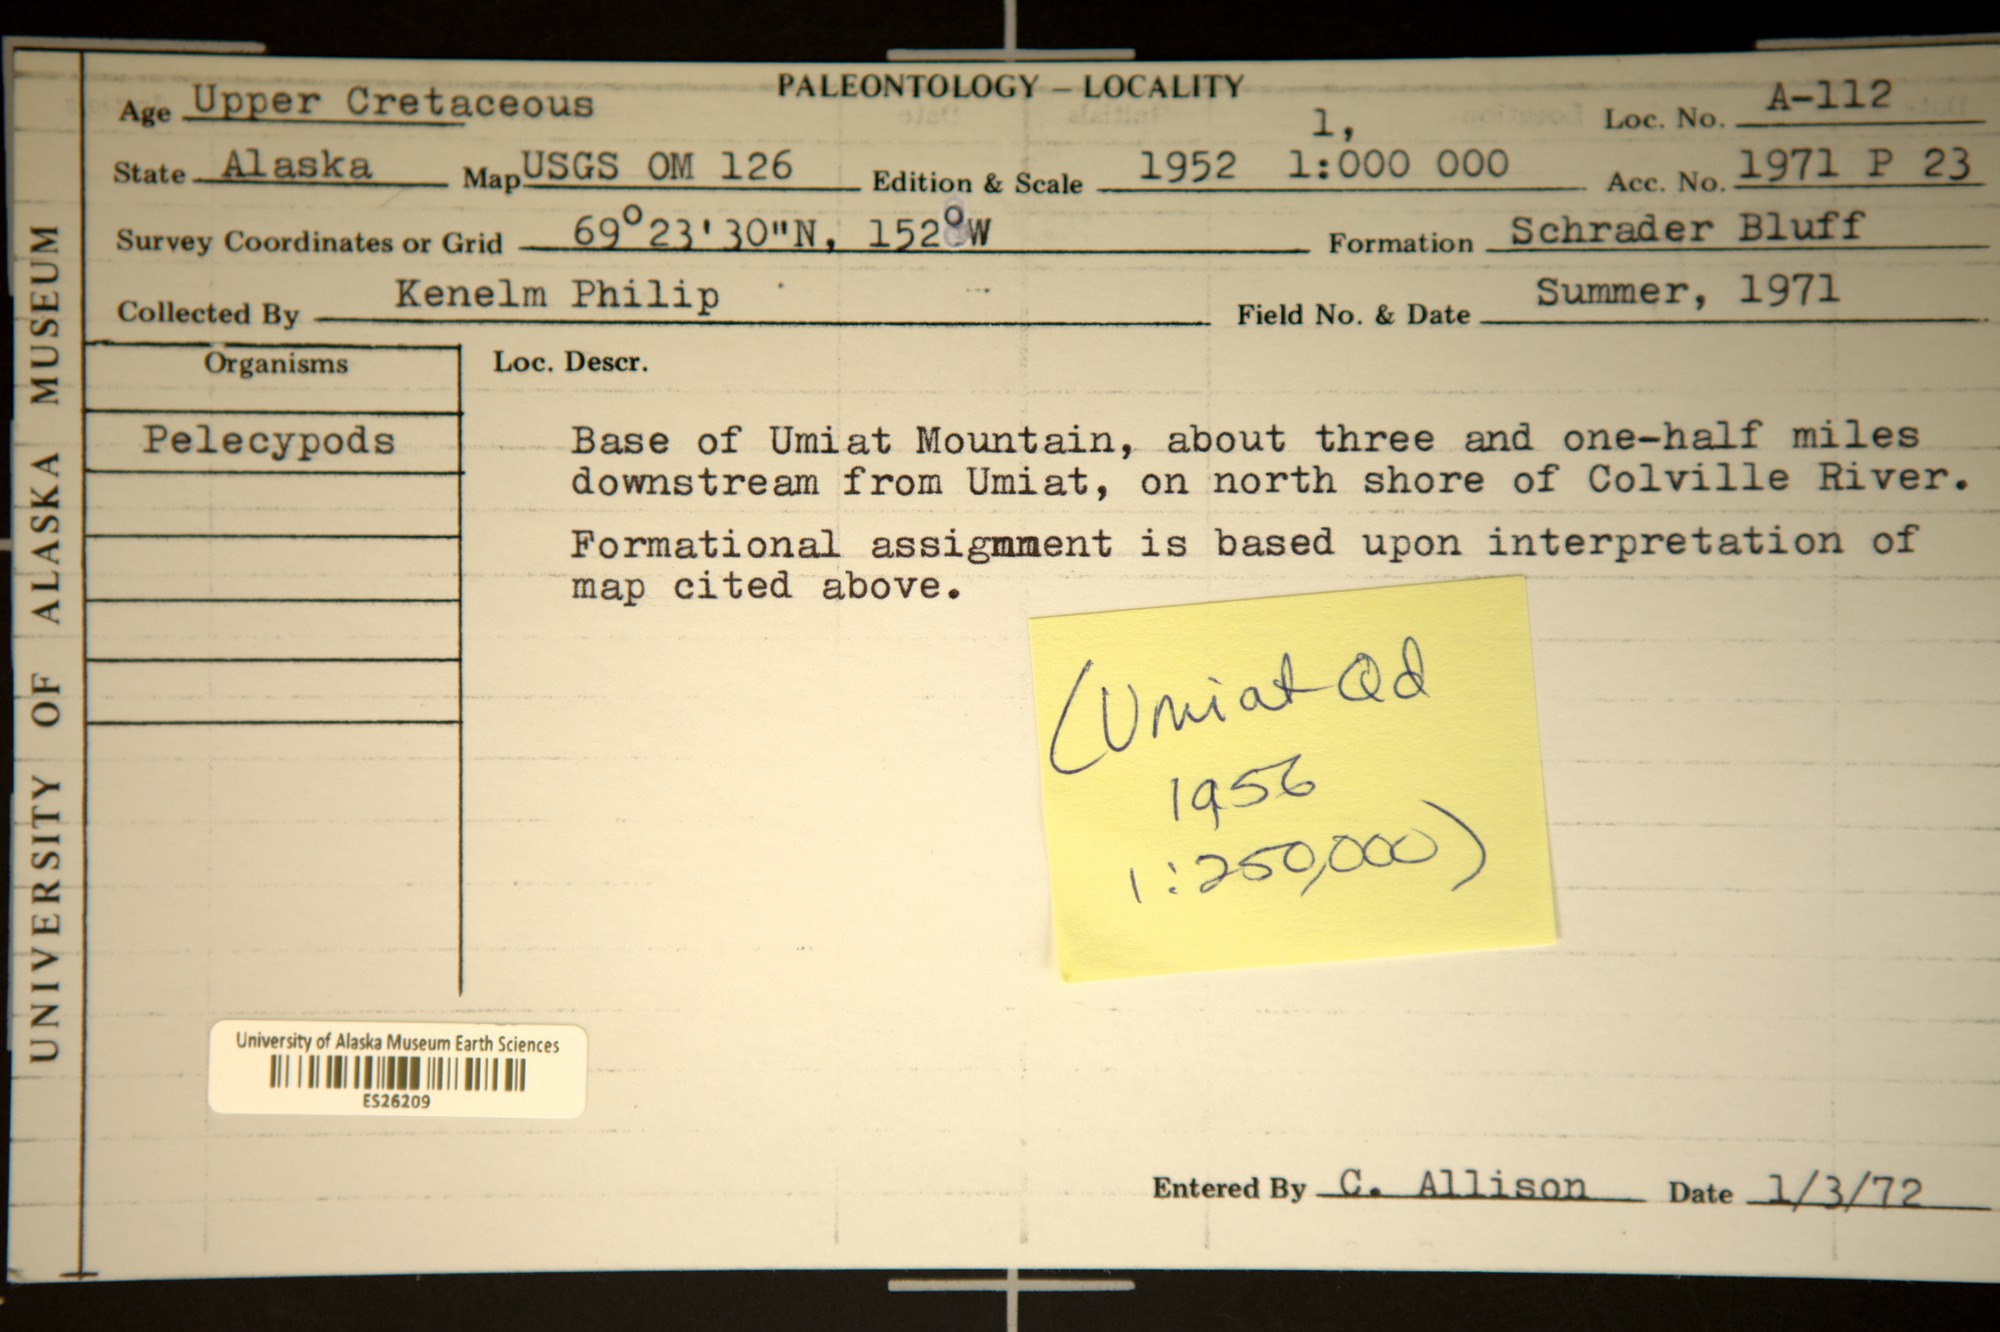 PALEONTOLOGY – LOCALITY
Age Upper Cretaceous
Loc. No. A-112
State Alaska Map USGS OM 126 Edition & Scale 1952 1:000 000
1,
Acc. No. 1971 P 23
Survey Coordinates or Grid 69°23'30"N, 152°W Formation Schrader Bluff
Collected By Kenelm Philip Field No. & Date Summer, 1971
UNIVERSITY OF ALASKA MUSEUM
Organisms
Pelecypods
Loc. Descr.
Base of Umiat Mountain, about three and one-half miles
downstream from Umiat, on north shore of Colville River.
Formational assignment is based upon interpretation of
map cited above.
(Umiat Qd
1956
1:250,000)
University of Alaska Museum Earth Sciences
ES26209
Entered By C. Allison Date 1/3/72